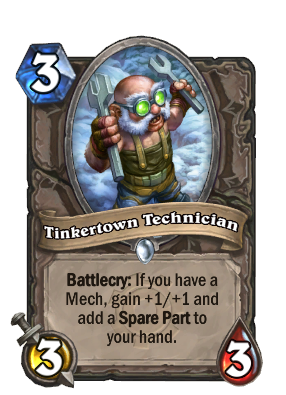 3
Tinkertown Technician
Battlecry: If you have a
Mech, gain +1/+1 and
add a Spare Part to
your hand.
3
3